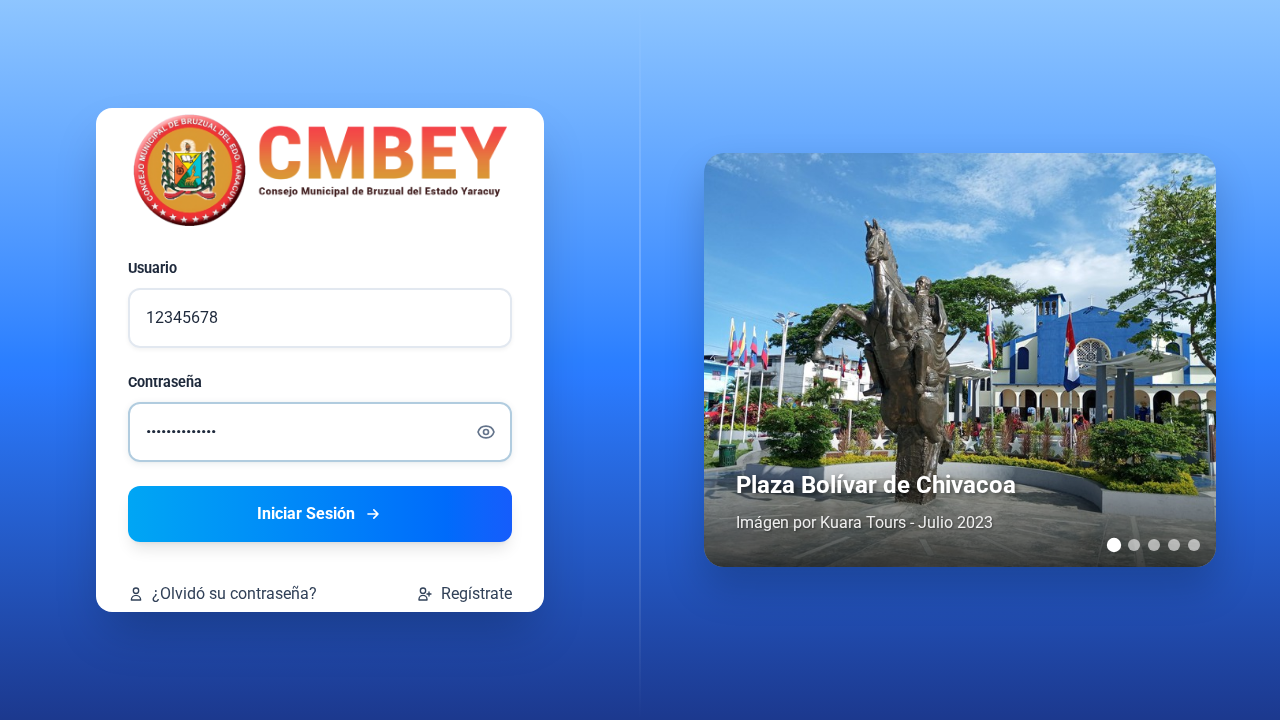 CONCEJO MUNICIPAL DE BRUZUAL DEL EDO. YARACUY
CMBEY
Consejo Municipal de Bruzual del Estado Yaracuy
Usuario
12345678
Contraseña
••••••••••••••
Iniciar Sesión
¿Olvidó su contraseña?
Regístrate
Plaza Bolívar de Chivacoa
Imágen por Kuara Tours - Julio 2023